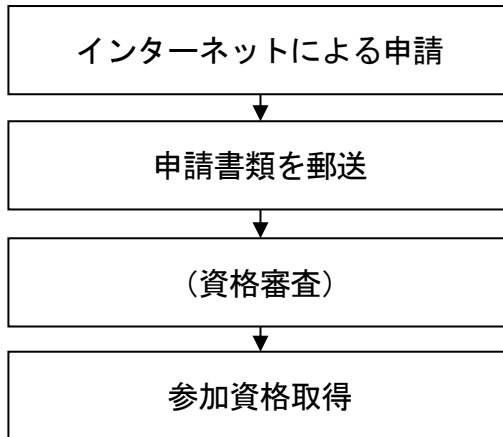 インターネットによる申請
申請書類を郵送
（資格審査）
参加資格取得